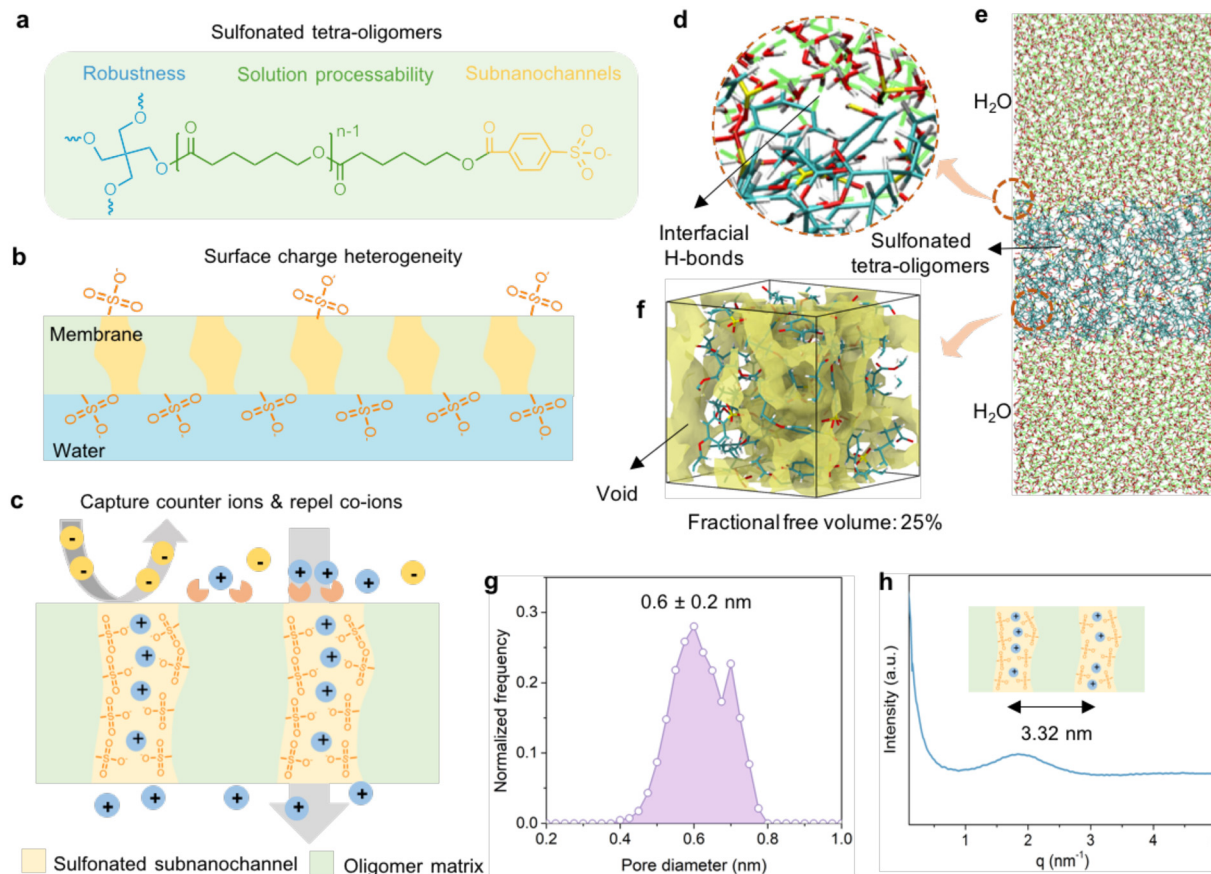 a
Sulfonated tetra-oligomers
Robustness
Solution processability
Subnanochannels
O
O
O
O
O
n-1
O
O
O
O
O
O
S
O
O-
b
Surface charge heterogeneity
Membrane
Water
c
Capture counter ions & repel co-ions
Sulfonated subnanochannel
Oligomer matrix
d
Interfacial
H-bonds
Sulfonated
tetra-oligomers
e
H2O
H2O
f
Void
Fractional free volume: 25%
g
0.6 ± 0.2 nm
Normalized frequency
0.3
0.2
0.1
0.0
0.2
0.4
0.6
0.8
1.0
Pore diameter (nm)
h
3.32 nm
Intensity (a.u.)
1
2
3
4
q (nm⁻¹)